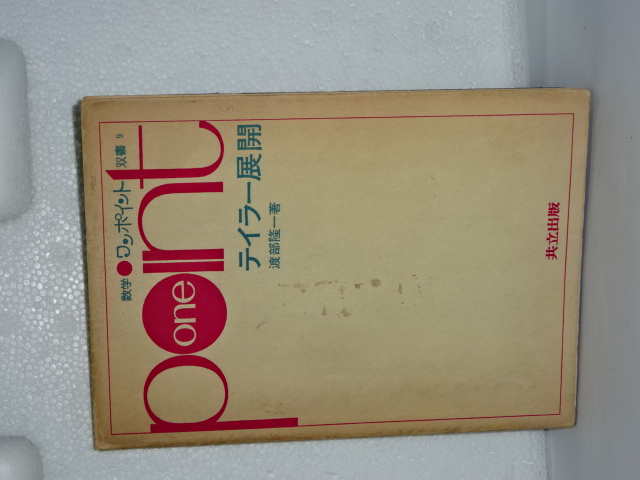 数学●ワンポイント双書 9
point
one
テイラー展開
渡部隆一著
共立出版